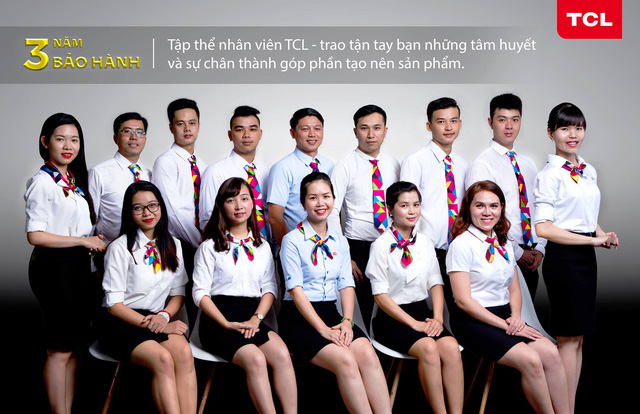 TCL
3 NĂM
BẢO HÀNH
Tập thể nhân viên TCL - trao tận tay bạn những tâm huyết
và sự chân thành góp phần tạo nên sản phẩm.